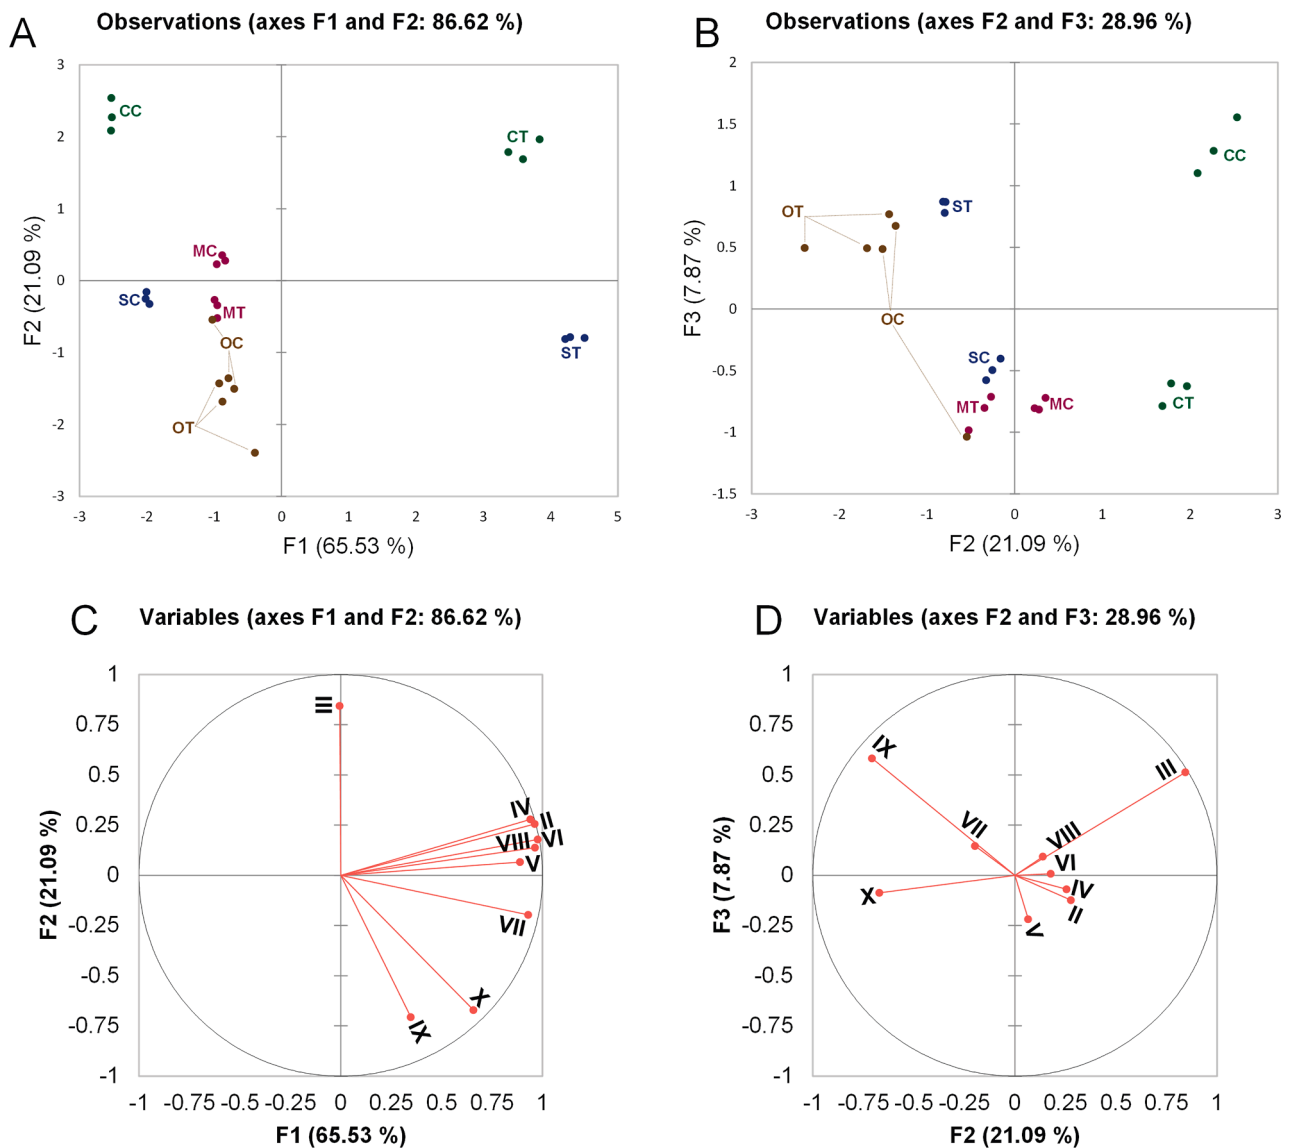 A
Observations (axes F1 and F2: 86.62 %)
3
2
1
0
-1
-2
-3
F2 (21.09 %)
CC
CT
MC
SC
MT
OC
ST
OT
-3 -2 -1 0 1 2 3 4 5
F1 (65.53 %)
B
Observations (axes F2 and F3: 28.96 %)
2
1.5
1
0.5
0
-0.5
-1
-1.5
F3 (7.87 %)
CC
OT
ST
OC
SC
MT
MC
CT
-3 -2 -1 0 1 2 3
F2 (21.09 %)
C
Variables (axes F1 and F2: 86.62 %)
1
0.75
0.5
0.25
0
-0.25
-0.5
-0.75
-1
F2 (21.09 %)
III
IV
II
VIII
VI
V
VII
X
IX
-1 -0.75 -0.5 -0.25 0 0.25 0.5 0.75 1
F1 (65.53 %)
D
Variables (axes F2 and F3: 28.96 %)
1
0.75
0.5
0.25
0
-0.25
-0.5
-0.75
-1
F3 (7.87 %)
IX
III
VII
VIII
VI
X
IV
II
V
-1 -0.75 -0.5 -0.25 0 0.25 0.5 0.75 1
F2 (21.09 %)